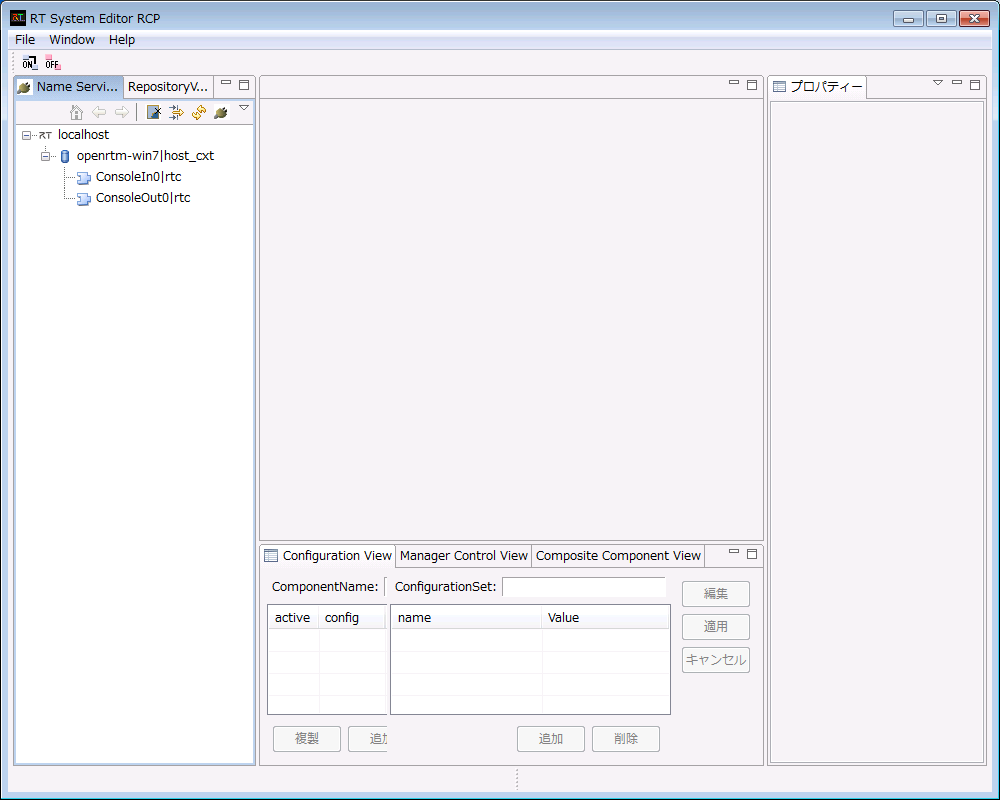 RT System Editor RCP
File Window Help
ON OFF
Name Servi... RepositoryV... プロパティー
RT localhost
openrtm-win7|host_cxt
ConsoleIn0|rtc
ConsoleOut0|rtc
Configuration View Manager Control View Composite Component View
ComponentName: ConfigurationSet: 編集
active config name Value 適用
キャンセル
複製 追加 追加 削除